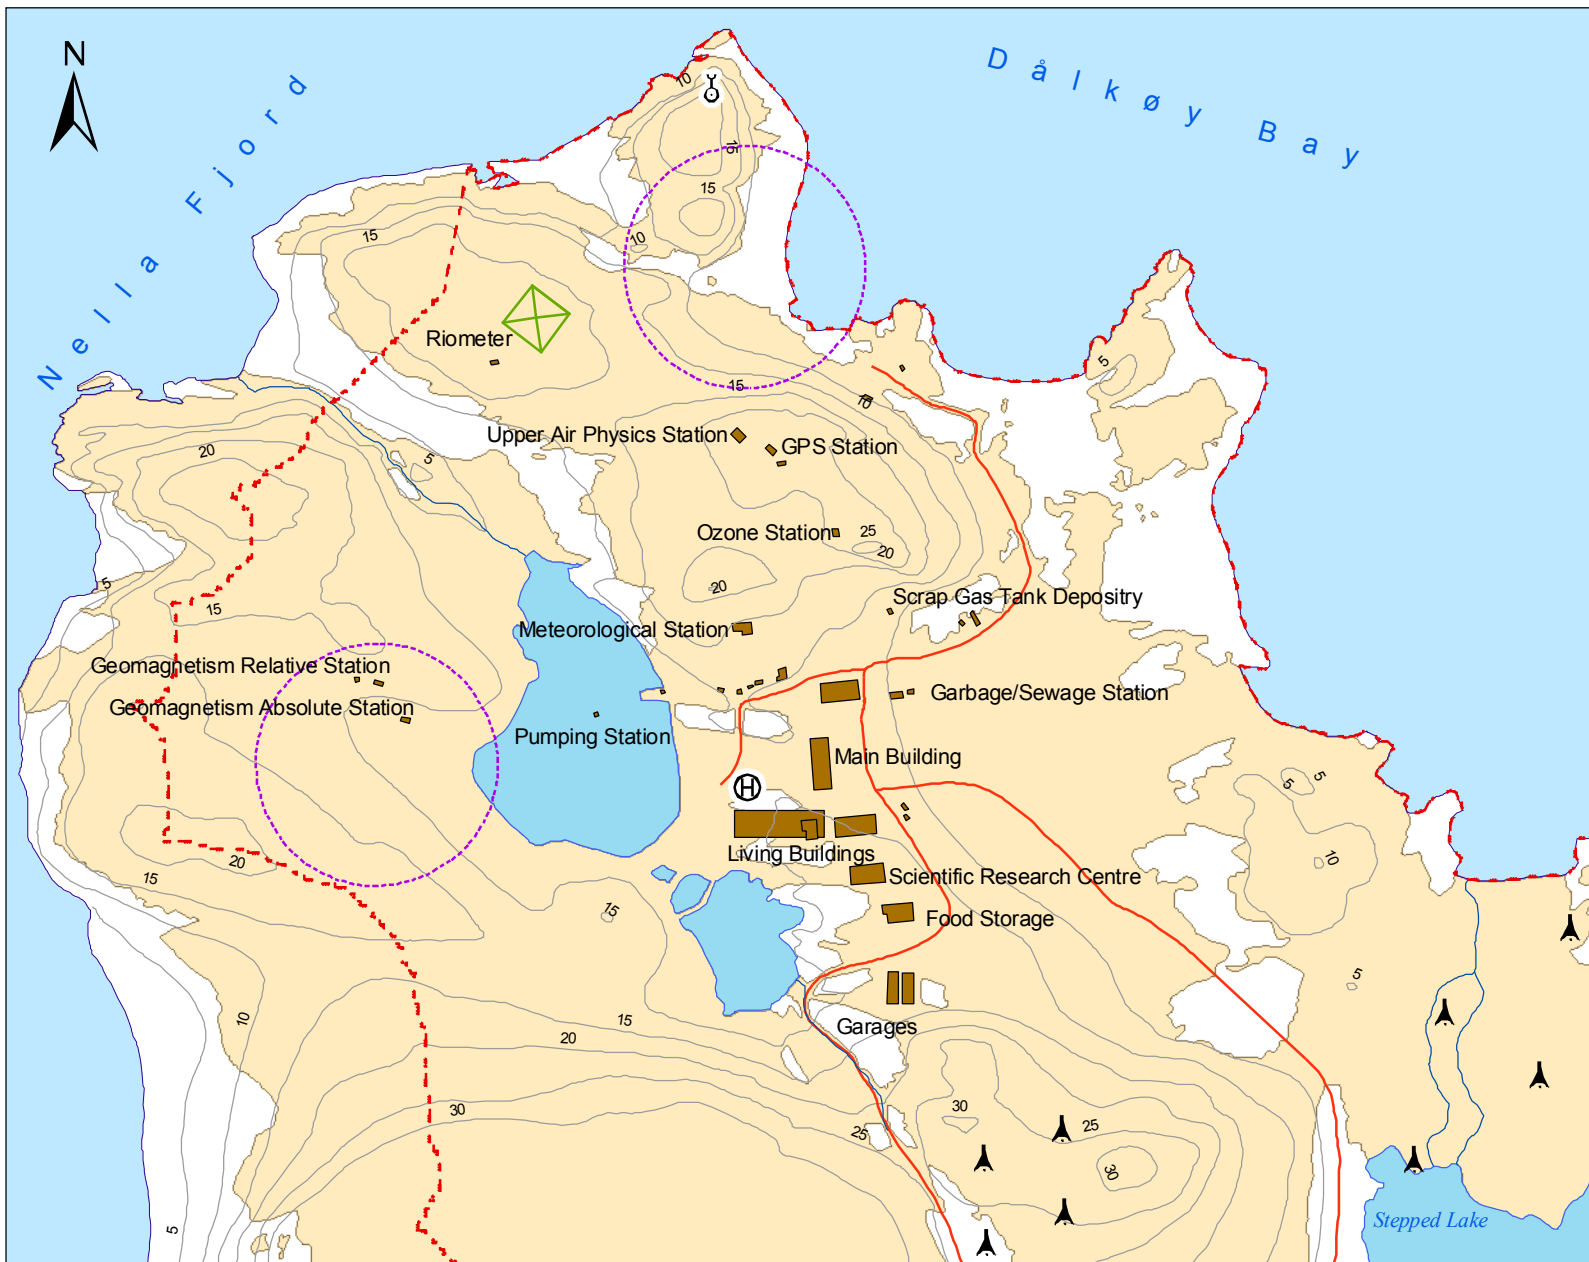 N
Nella Fjord
Dålkøy Bay
10
15
15
10
15
Riometer
15
10
Upper Air Physics Station
GPS Station
20
5
Ozone Station
25
20
20
5
15
Scrap Gas Tank Depositry
Meteorological Station
Geomagnetism Relative Station
Garbage/Sewage Station
Geomagnetism Absolute Station
Pumping Station
Main Building
5
5
5
H
Living Buildings
20
15
10
Scientific Research Centre
15
Food Storage
5
10
15
20
Garages
30
30
25
25
30
5
Stepped Lake